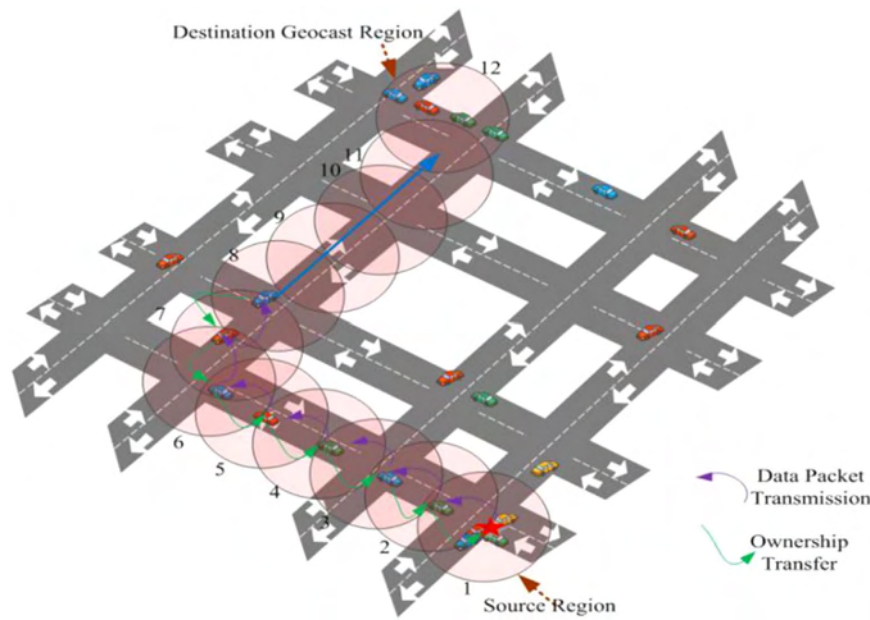 Destination Geocast Region
12
11
10
9
8
7
6
5
4
3
2
1
Data Packet
Transmission
Ownership
Transfer
Source Region